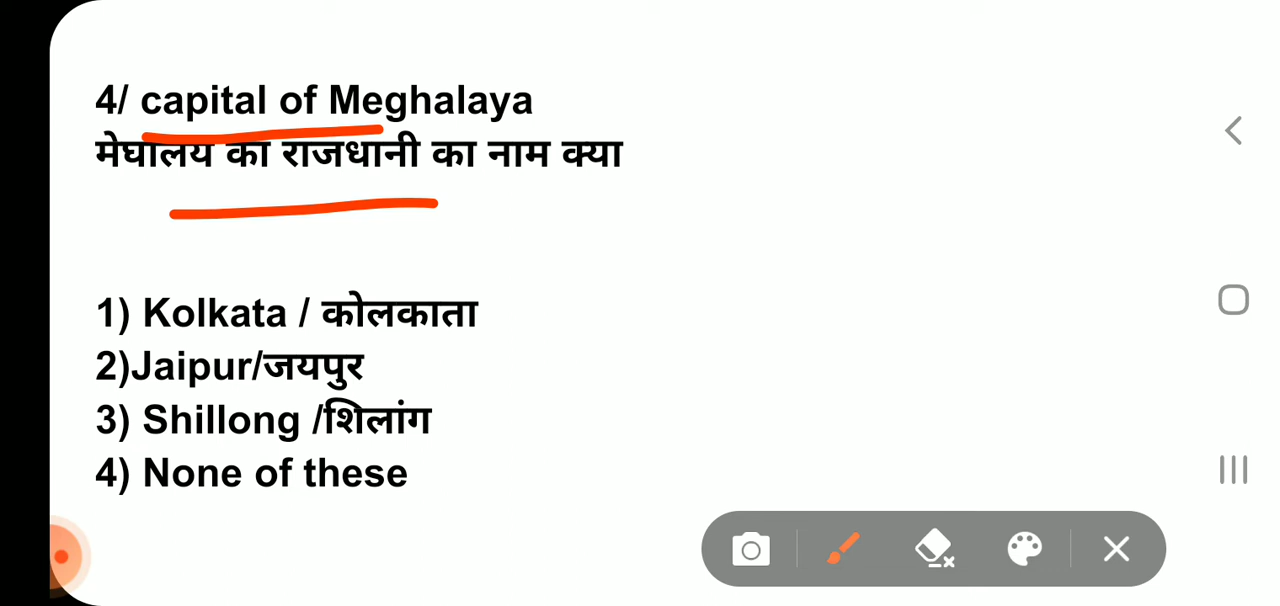 4/ capital of Meghalaya
मेघालय का राजधानी का नाम क्या
1) Kolkata / कोलकाता
2)Jaipur/जयपुर
3) Shillong /शिलांग
4) None of these